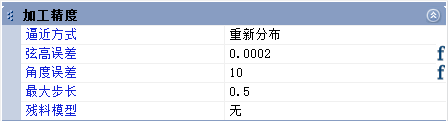 加工精度
逼近方式 重新分布
弦高误差 0.0002 f
角度误差 10 f
最大步长 0.5
残料模型 无